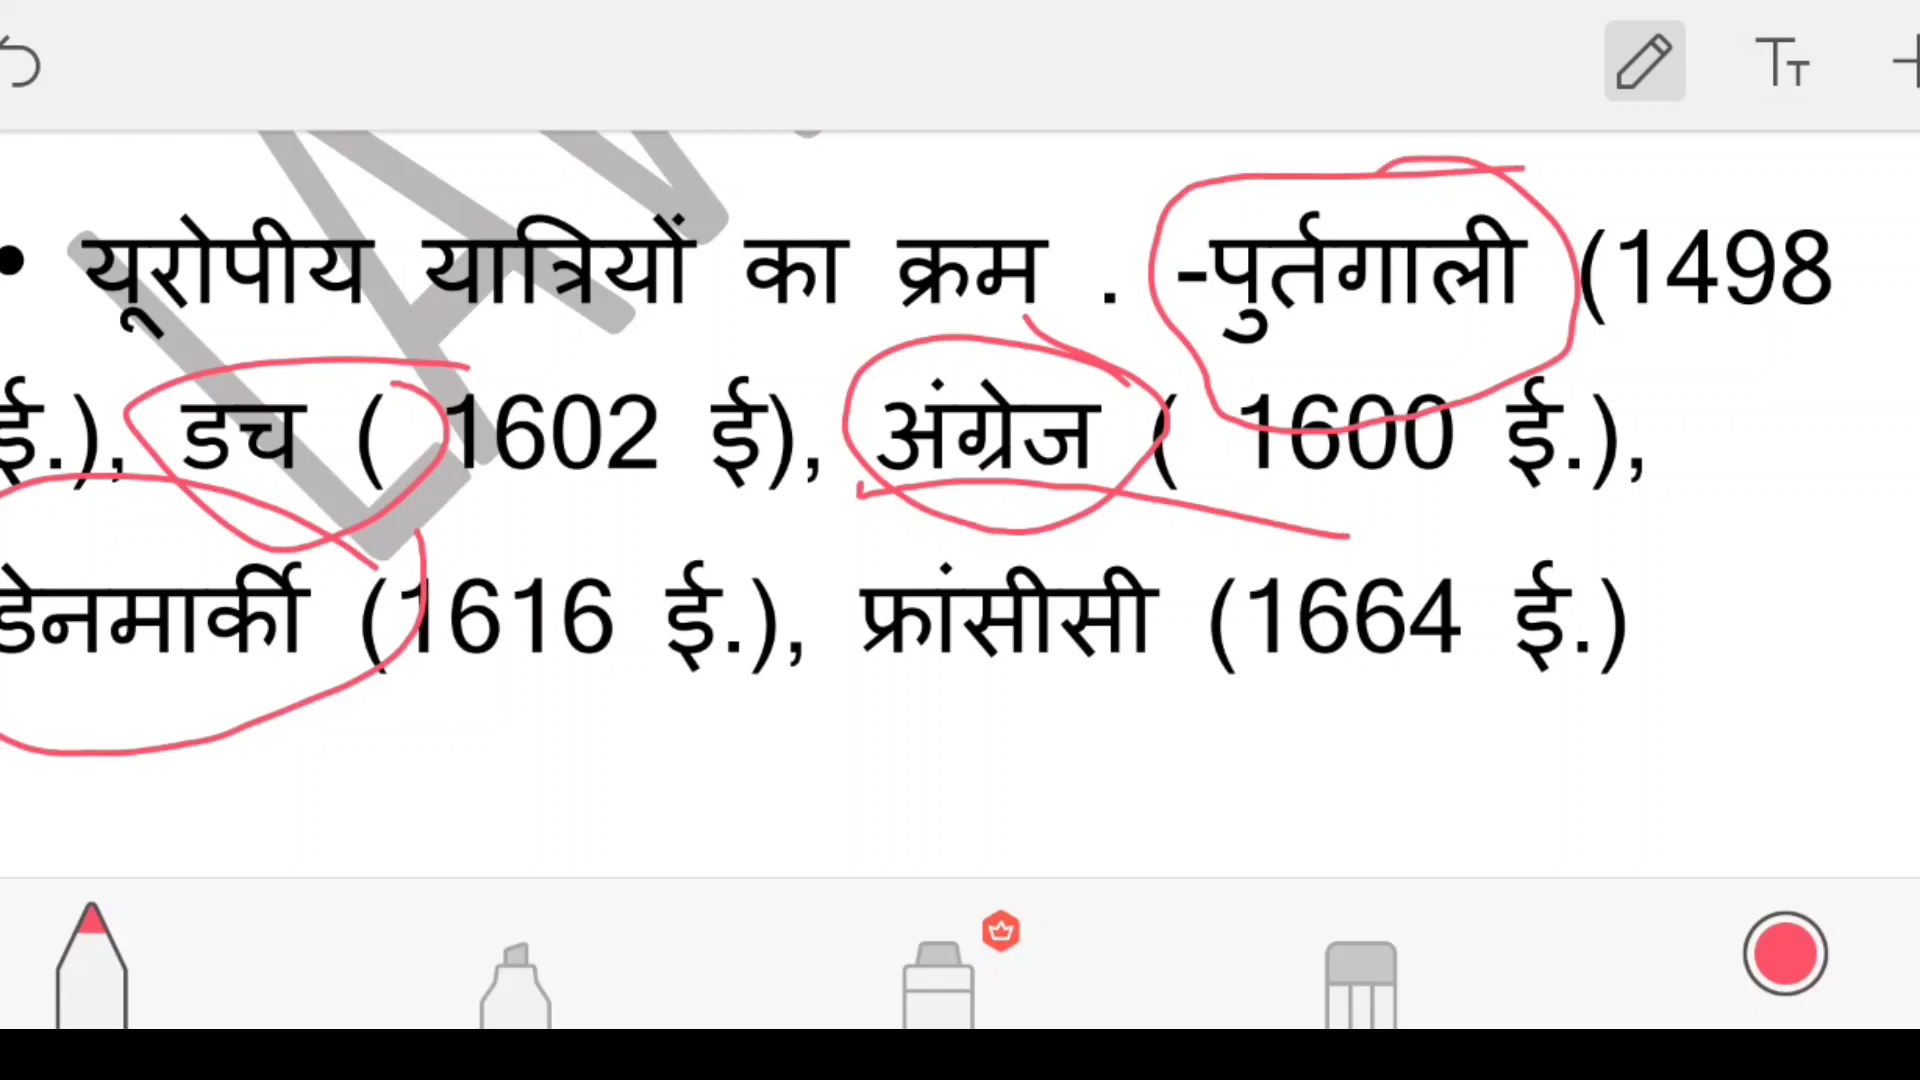 • यूरोपीय यात्रियों का क्रम . -पुर्तगाली (1498
ई.), डच ( 1602 ई), अंग्रेज ( 1600 ई.),
डेनमार्की (1616 ई.), फ्रांसीसी (1664 ई.)